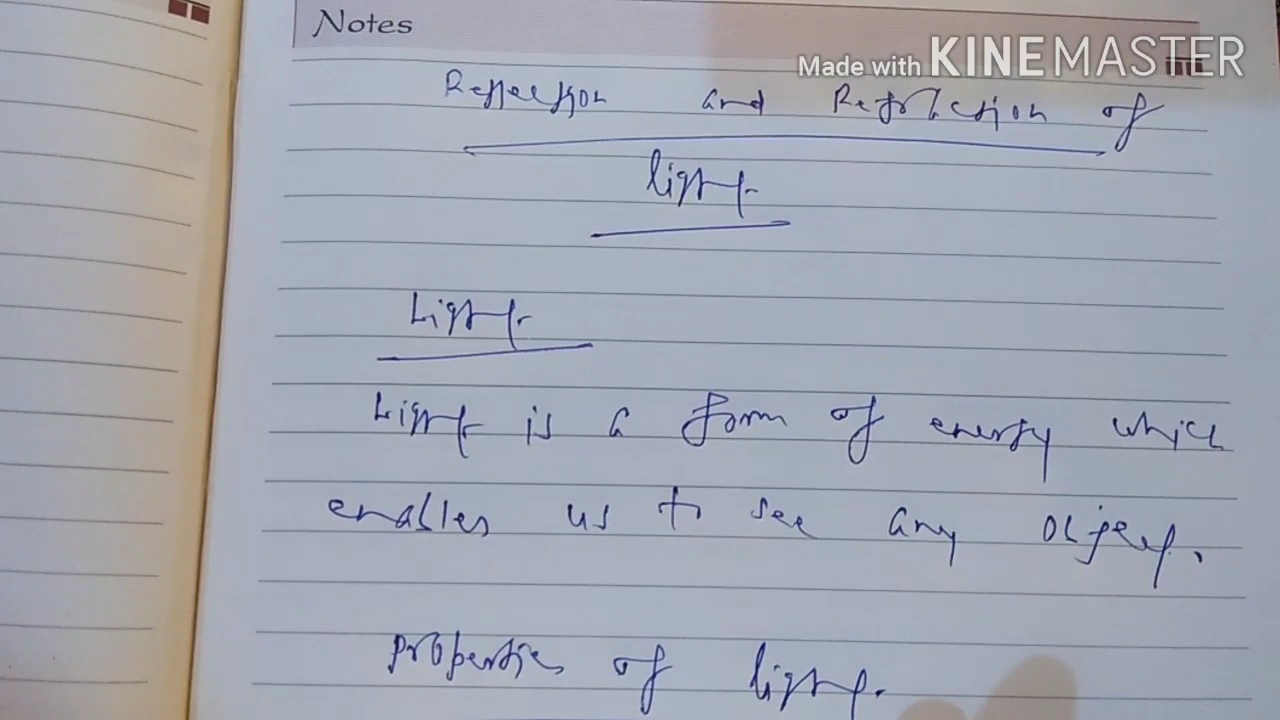 Notes
Made with KINEMASTER
Reflection and Refraction of
light
Light
Light is a form of energy which
enables us to see any object.
Properties of light.